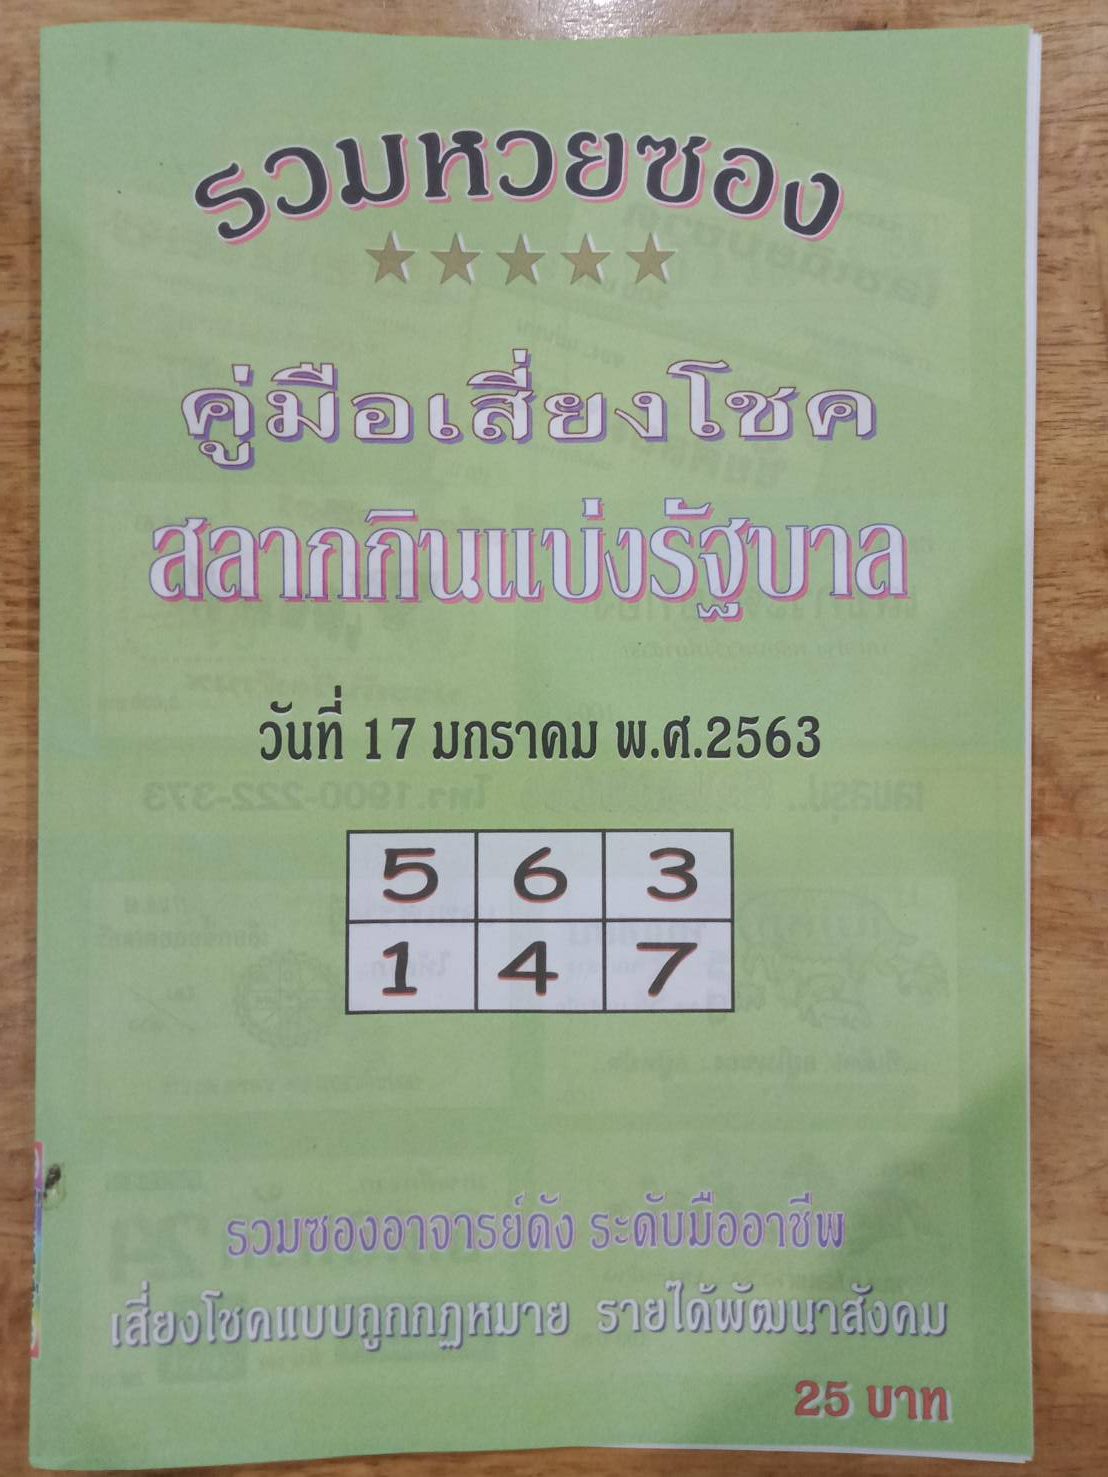 รวมหวยซอง
คู่มือเสี่ยงโชค
สลากกินแบ่งรัฐบาล
วันที่ 17 มกราคม พ.ศ.2563
5 6 3
1 4 7
รวมซองอาจารย์ดัง ระดับมืออาชีพ
เสี่ยงโชคแบบถูกกฎหมาย รายได้พัฒนาสังคม
25 บาท